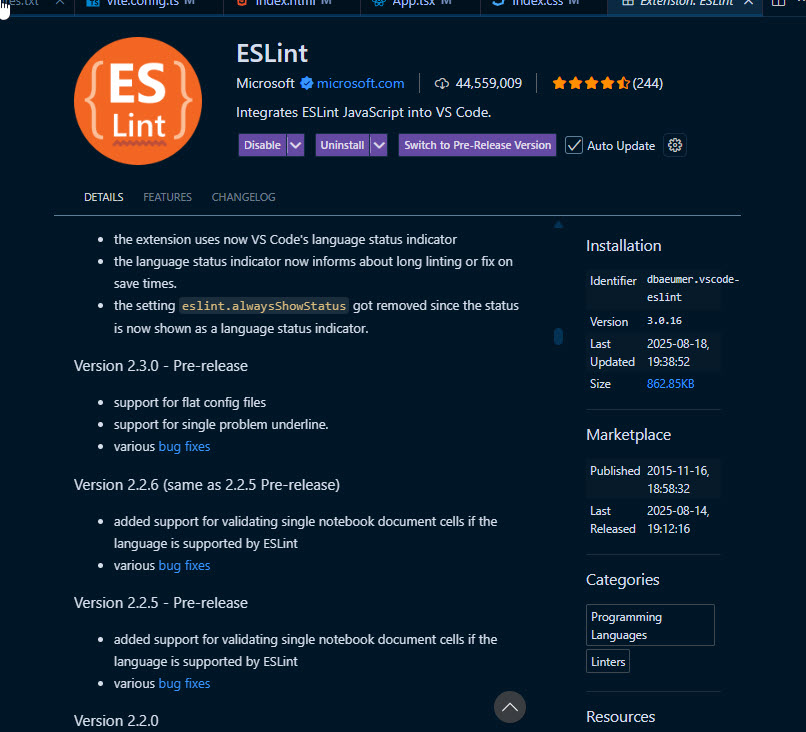 vite.config.ts M
index.html M
App.tsx M
index.css M
Extension: ESLint
ES
Lint
ESLint
Microsoft microsoft.com 44,559,009 (244)
Integrates ESLint JavaScript into VS Code.
Disable Uninstall Switch to Pre-Release Version Auto Update
DETAILS FEATURES CHANGELOG
• the extension uses now VS Code's language status indicator
• the language status indicator now informs about long linting or fix on
save times.
• the setting eslint.alwaysShowStatus got removed since the status
is now shown as a language status indicator.
Version 2.3.0 - Pre-release
• support for flat config files
• support for single problem underline.
• various bug fixes
Version 2.2.6 (same as 2.2.5 Pre-release)
• added support for validating single notebook document cells if the
language is supported by ESLint
• various bug fixes
Version 2.2.5 - Pre-release
• added support for validating single notebook document cells if the
language is supported by ESLint
• various bug fixes
Version 2.2.0
Installation
Identifier dbaeumer.vscode-
eslint
Version 3.0.16
Last 2025-08-18,
Updated 19:38:52
Size 862.85KB
Marketplace
Published 2015-11-16,
18:58:32
Last 2025-08-14,
Released 19:12:16
Categories
Programming
Languages
Linters
Resources